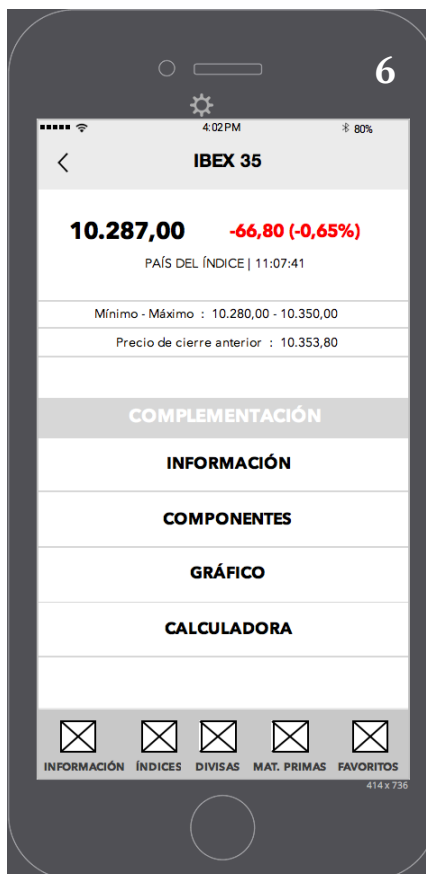 6
4:02 PM 80%
IBEX 35
10.287,00 -66,80 (-0,65%)
PAÍS DEL ÍNDICE| 11:07:41
Mínimo - Máximo : 10.280,00 - 10.350,00
Precio de cierre anterior : 10.353,80
COMPLEMENTACIÓN
INFORMACIÓN
COMPONENTES
GRÁFICO
CALCULADORA
INFORMACIÓN ÍNDICES DIVISAS MAT. PRIMAS FAVORITOS
414 x 736